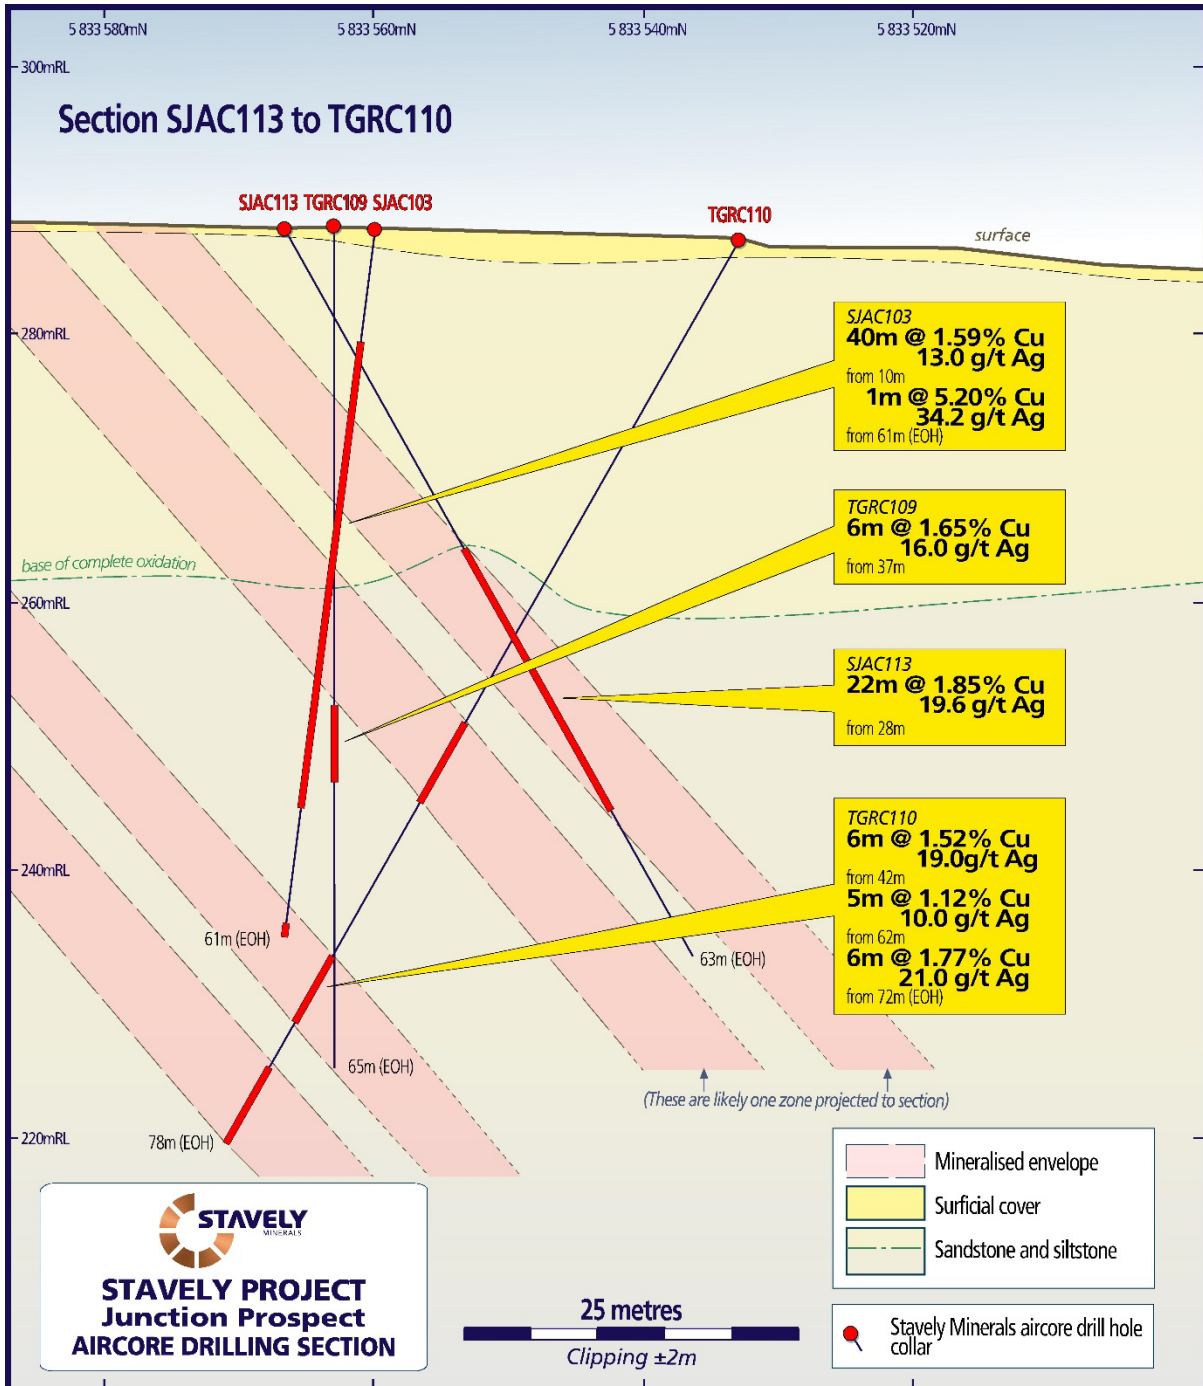 5 833 580mN
5 833 560mN
5 833 540mN
5 833 520mN
300mRL
Section SJAC113 to TGRC110
SJAC113 TGRC109 SJAC103
TGRC110
surface
280mRL
SJAC103
40m @ 1.59% Cu
13.0 g/t Ag
from 10m
1m @ 5.20% Cu
34.2 g/t Ag
from 61m (EOH)
TGRC109
6m @ 1.65% Cu
16.0 g/t Ag
from 37m
base of complete oxidation
260mRL
SJAC113
22m @ 1.85% Cu
19.6 g/t Ag
from 28m
TGRC110
6m @ 1.52% Cu
19.0g/t Ag
from 42m
5m @ 1.12% Cu
10.0 g/t Ag
from 62m
6m @ 1.77% Cu
21.0 g/t Ag
from 72m (EOH)
240mRL
61m (EOH)
63m (EOH)
65m (EOH)
(These are likely one zone projected to section)
220mRL
78m (EOH)
Mineralised envelope
Surficial cover
Sandstone and siltstone
STAVELY
MINERALS
STAVELY PROJECT
Junction Prospect
AIRCORE DRILLING SECTION
25 metres
Clipping ±2m
Stavely Minerals aircore drill hole
collar